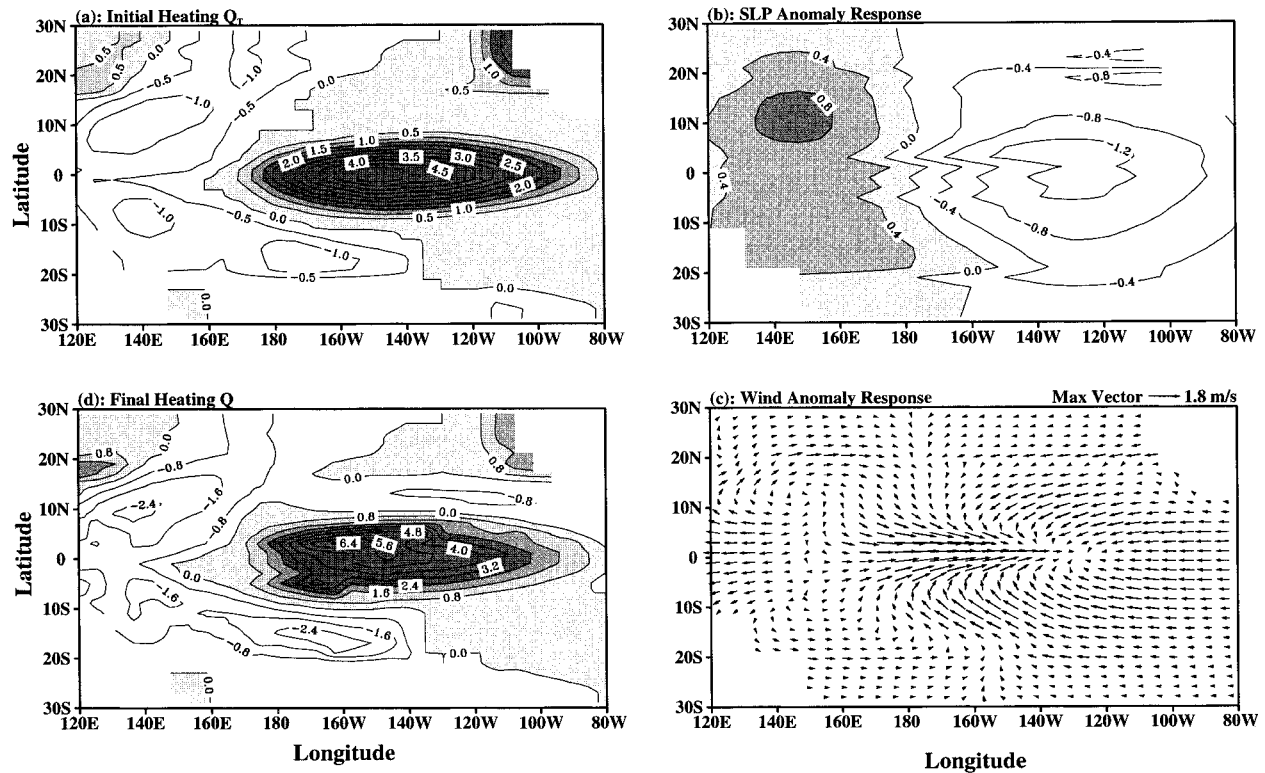 (a): Initial Heating Q_T
30N
20N
10N
0
10S
20S
30S
Latitude
120E 140E 160E 180 160W 140W 120W 100W 80W
0.5 0.0 0.5 -0.5 -1.0 0.0 1.0 0.5
-1.0 -0.5
0.5
1.0
1.5
2.0 4.0 3.5 3.0 2.5
4.5
2.0
-1.0 -0.5 0.0 0.5 1.0
-1.0
-0.5
0.0
0.0
(b): SLP Anomaly Response
30N
20N
10N
0
10S
20S
30S
120E 140E 160E 180 160W 140W 120W 100W 80W
0.4 -0.4 -0.4
-0.8
0.8
-0.8
0.0
-1.2
0.4
-0.4
0.4 -0.8
0.0
-0.4
(d): Final Heating Q
30N
20N
10N
0
10S
20S
30S
Latitude
120E 140E 160E 180 160W 140W 120W 100W 80W
Longitude
0.8 0.0 -0.8 0.8
0.0
-2.4 -1.6 -0.8
-0.8 0.8 0.0
4.8
6.4 5.6 4.0
3.2
0.0 2.4
-1.6 1.6 0.8
-2.4 -1.6
-0.8 0.0
0.0
(c): Wind Anomaly Response Max Vector 1.8 m/s
30N
20N
10N
0
10S
20S
30S
120E 140E 160E 180 160W 140W 120W 100W 80W
Longitude